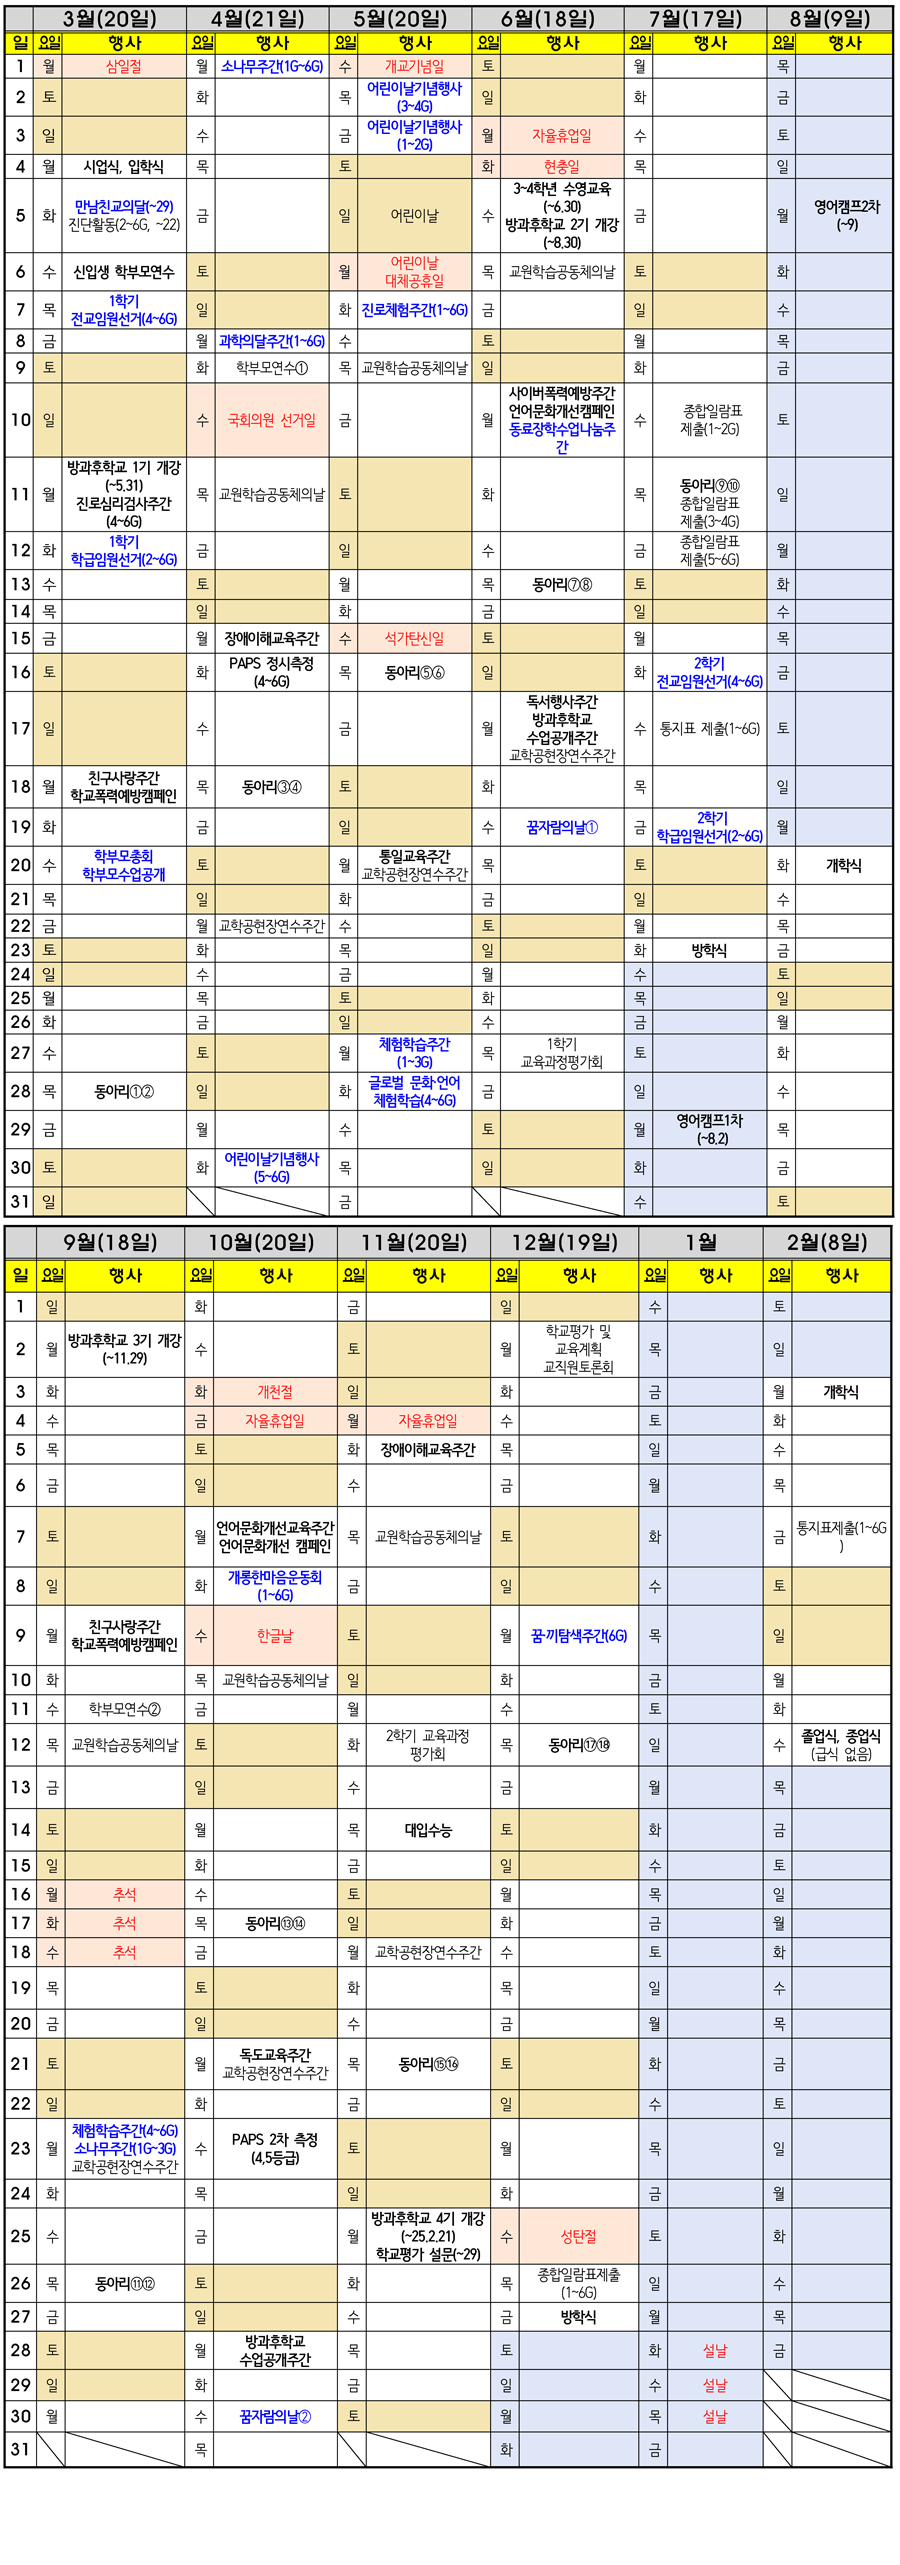 3월(20일) 4월(21일) 5월(20일) 6월(18일) 7월(17일) 8월(9일)
일 요일 행사 요일 행사 요일 행사 요일 행사 요일 행사 요일 행사
1 월 삼일절 월 소나무주간(1G~6G) 수 개교기념일 토 월 목
2 토 화 목 어린이날기념행사 (3~4G) 일 화 금
3 일 수 금 어린이날기념행사 (1~2G) 월 자율휴업일 수 토
4 월 시업식, 입학식 목 토 화 현충일 목 일
5 화 만남친교의달(~29) 진단활동(2~6G, ~22) 금 일 어린이날 수 3~4학년 수영교육 (~6.30) 방과후학교 2기 개강 (~8.30) 금 월 영어캠프2차 (~9)
6 수 신입생 학부모연수 토 월 어린이날 대체공휴일 목 교원학습공동체의날 토 화
7 목 1학기 전교임원선거(4~6G) 일 화 진로체험주간(1~6G) 금 일 수
8 금 월 과학의달주간(1~6G) 수 토 월 목
9 토 화 학부모연수① 목 교원학습공동체의날 일 화 금
10 일 수 국회의원 선거일 금 월 사이버폭력예방주간 언어문화개선캠페인 동료장학수업나눔주간 수 종합일람표 제출(1~2G) 토
11 월 방과후학교 1기 개강 (~5.31) 진로심리검사주간 (4~6G) 목 교원학습공동체의날 토 화 목 동아리⑨⑩ 종합일람표 제출(3~4G) 일
12 화 1학기 학급임원선거(2~6G) 금 일 수 금 종합일람표 제출(5~6G) 월
13 수 토 월 목 동아리⑦⑧ 토 화
14 목 일 화 금 일 수
15 금 월 장애이해교육주간 수 석가탄신일 토 월 목
16 토 화 PAPS 정시측정 (4~6G) 목 동아리⑤⑥ 일 화 2학기 전교임원선거(4~6G) 금
17 일 수 금 월 독서행사주간 방과후학교 수업공개주간 교학공현장연수주간 수 통지표 제출(1~6G) 토
18 월 친구사랑주간 학교폭력예방캠페인 목 동아리③④ 토 화 목 일
19 화 금 일 수 꿈자람의날① 금 2학기 학급임원선거(2~6G) 월
20 수 학부모총회 학부모수업공개 토 월 통일교육주간 교학공현장연수주간 목 토 화 개학식
21 목 일 화 금 일 수
22 금 월 교학공현장연수주간 수 토 월 목
23 토 화 목 일 화 방학식 금
24 일 수 금 월 수 토
25 월 목 토 화 목 일
26 화 금 일 수 금 월
27 수 토 월 체험학습주간 (1~3G) 목 1학기 교육과정평가회 토 화
28 목 동아리①② 일 화 글로벌 문화·언어 체험학습(4~6G) 금 일 수
29 금 월 수 토 월 영어캠프1차 (~8.2) 목
30 토 화 어린이날기념행사 (5~6G) 목 일 화 금
31 일 금 수 토
9월(18일) 10월(20일) 11월(20일) 12월(19일) 1월 2월(8일)
일 요일 행사 요일 행사 요일 행사 요일 행사 요일 행사 요일 행사
1 일 화 금 일 수 토
2 월 방과후학교 3기 개강 (~11.29) 수 토 월 학교평가 및 교육계획 교직원토론회 목 일
3 화 화 개천절 일 화 금 월 개학식
4 수 금 자율휴업일 월 자율휴업일 수 토 화
5 목 토 화 장애이해교육주간 목 일 수
6 금 일 수 금 월 목
7 토 월 언어문화개선교육주간 언어문화개선 캠페인 목 교원학습공동체의날 토 화 금 통지표제출(1~6G)
8 일 화 개롱한마음운동회 (1~6G) 금 일 수 토
9 월 친구사랑주간 학교폭력예방캠페인 수 한글날 토 월 꿈·끼탐색주간(6G) 목 일
10 화 목 교원학습공동체의날 일 화 금 월
11 수 학부모연수② 금 월 수 토 화
12 목 교원학습공동체의날 토 화 2학기 교육과정 평가회 목 동아리⑰⑱ 일 수 졸업식, 종업식 (급식 없음)
13 금 일 수 금 월 목
14 토 월 목 대입수능 토 화 금
15 일 화 금 일 수 토
16 월 추석 수 토 월 목 일
17 화 추석 목 동아리⑬⑭ 일 화 금 월
18 수 추석 금 월 교학공현장연수주간 수 토 화
19 목 토 화 목 일 수
20 금 일 수 금 월 목
21 토 월 독도교육주간 교학공현장연수주간 목 동아리⑮⑯ 토 화 금
22 일 화 금 일 수 토
23 월 체험학습주간(4~6G) 소나무주간(1G~3G) 교학공현장연수주간 수 PAPS 2차 측정 (4,5등급) 토 월 목 일
24 화 목 일 화 금 월
25 수 금 월 방과후학교 4기 개강 (~25.2.21) 학교평가 설문(~29) 수 성탄절 토 화
26 목 동아리⑪⑫ 토 화 목 종합일람표제출 (1~6G) 일 수
27 금 일 수 금 방학식 월 목
28 토 월 방과후학교 수업공개주간 목 토 화 설날 금
29 일 화 금 일 수 설날
30 월 수 꿈자람의날② 토 월 목 설날
31 목 화 금